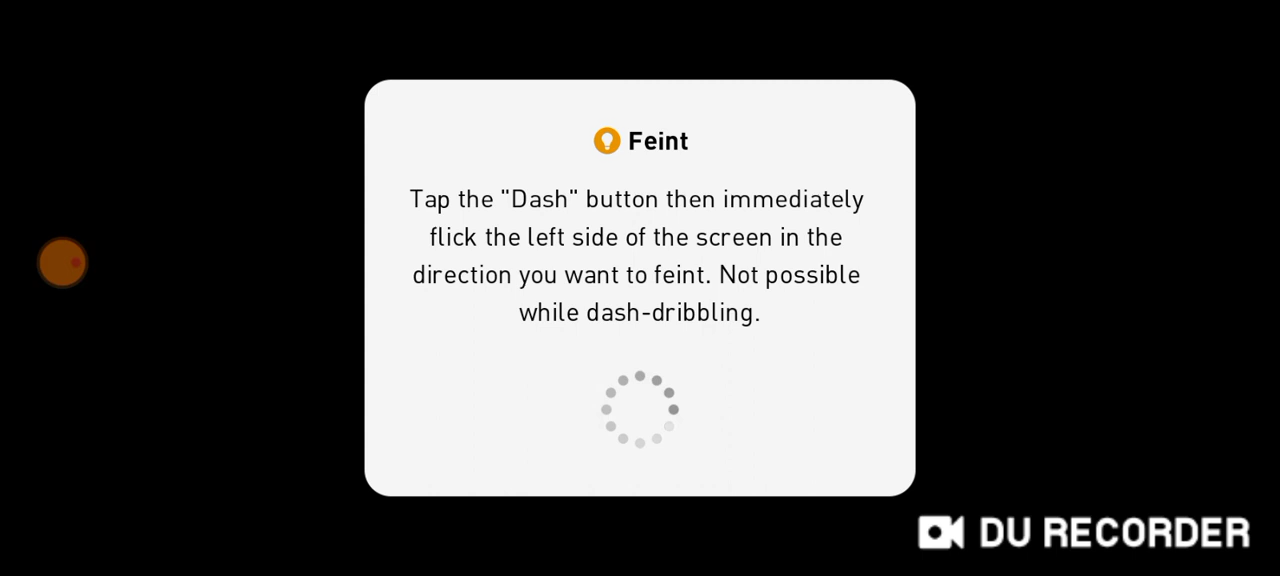 Feint
Tap the "Dash" button then immediately
flick the left side of the screen in the
direction you want to feint. Not possible
while dash-dribbling.
DU RECORDER